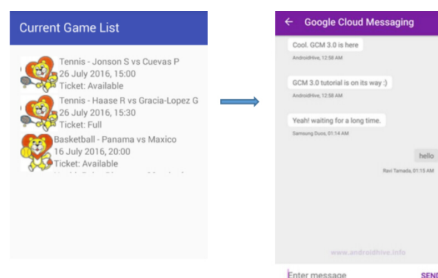 Current Game List
Tennis - Jonson S vs Cuevas P
26 July 2016, 15:00
Ticket: Available
Tennis - Haase R vs Gracia-Lopez G
26 July 2016, 15:30
Ticket: Full
Basketball - Panama vs Maxico
16 July 2016, 20:00
Ticket: Available
Google Cloud Messaging
Cool. GCM 3.0 is here
AndroidHive, 12:58 AM
GCM 3.0 tutorial is on its way :)
AndroidHive, 12:58 AM
Yeah! waiting for a long time.
Samsung Duos, 01:14 AM
hello
Ravi Tamada, 01:15 AM
www.androidhive.info
Enter message
SEND